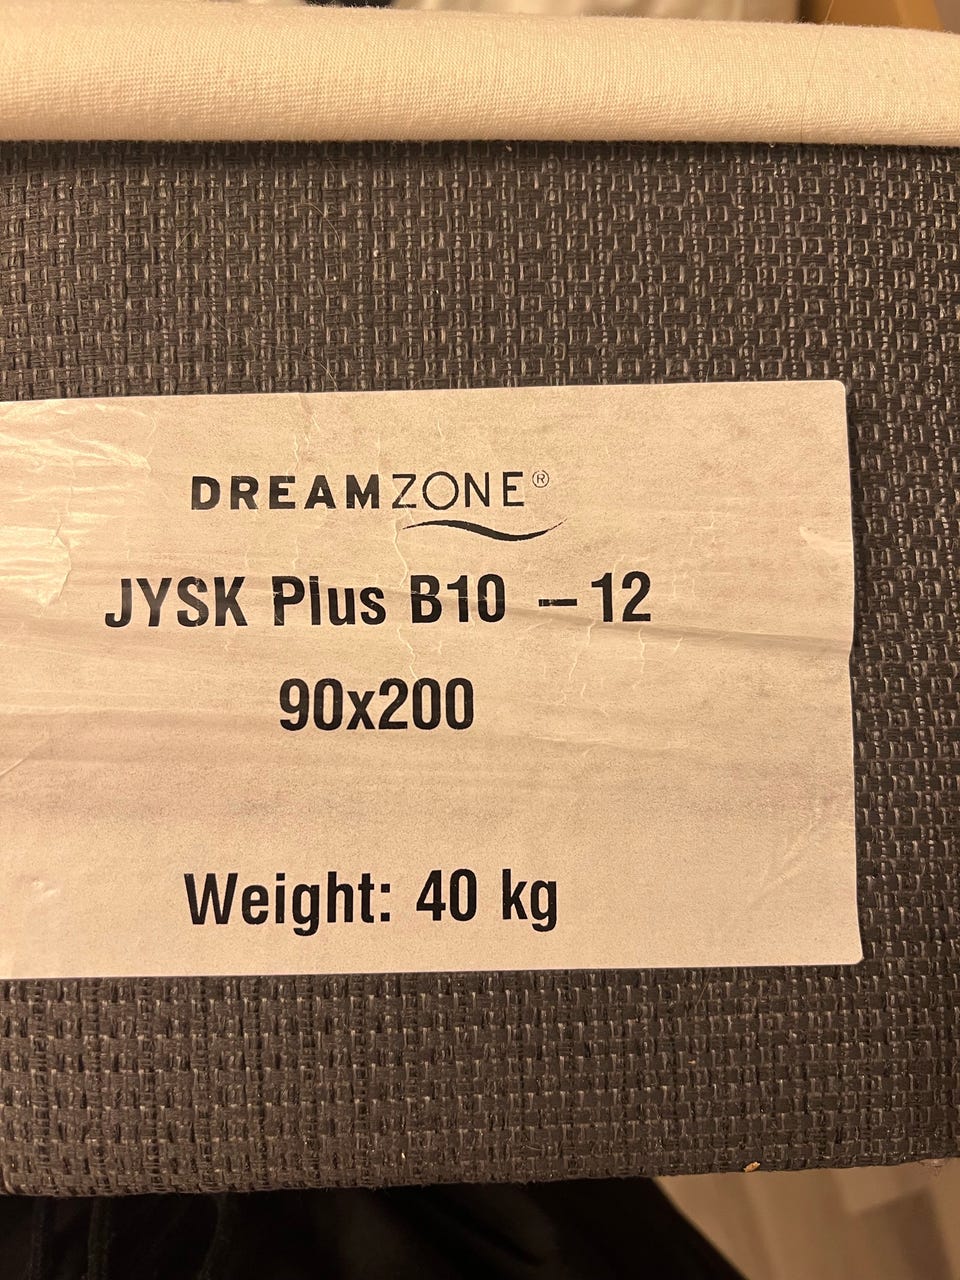 DREAMZONE®
JYSK Plus B10 – 12
90x200
Weight: 40 kg